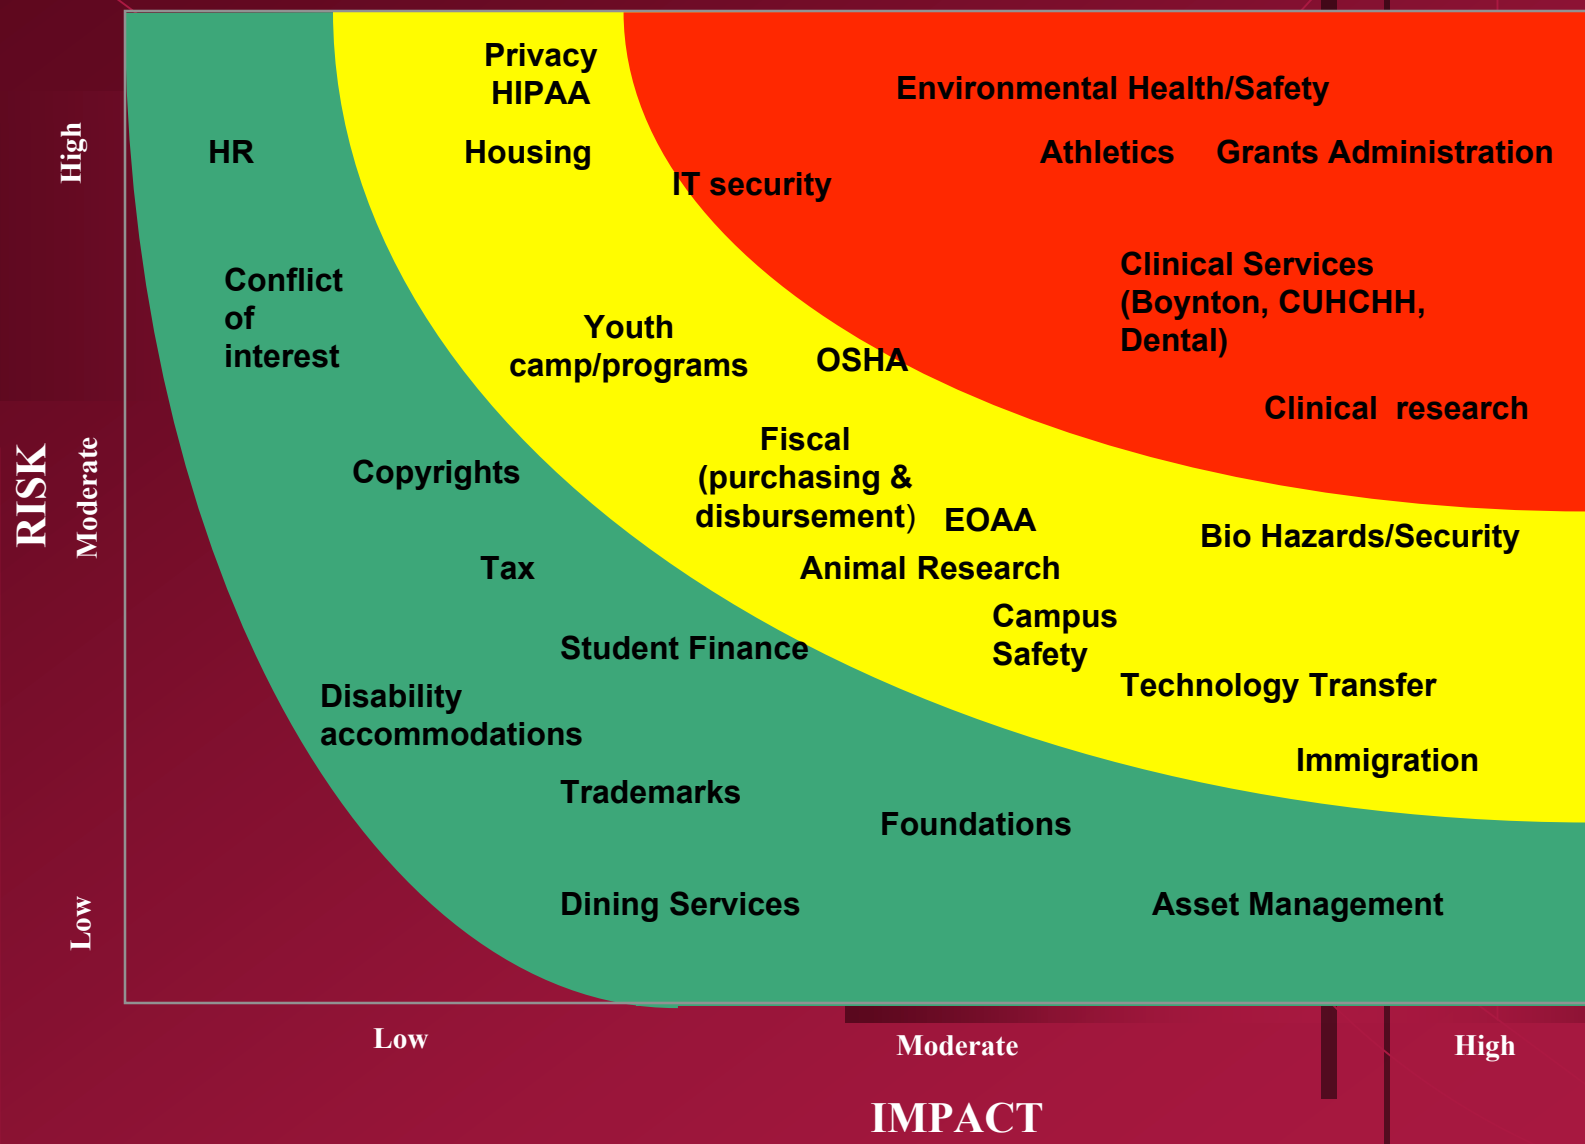 Privacy
HIPAA
Environmental Health/Safety
High
HR
Housing
Athletics
Grants Administration
IT security
Clinical Services
(Boynton, CUHCHH,
Dental)
Conflict
of
interest
Youth
camp/programs
OSHA
Clinical research
RISK
Moderate
Copyrights
Fiscal
(purchasing &
disbursement)
EOAA
Bio Hazards/Security
Tax
Animal Research
Campus
Safety
Student Finance
Technology Transfer
Disability
accommodations
Immigration
Trademarks
Foundations
Low
Dining Services
Asset Management
Low
Moderate
High
IMPACT